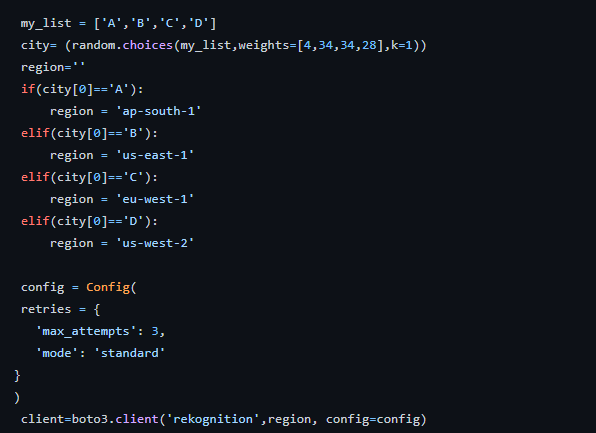 my_list = ['A','B','C','D']
city= (random.choices(my_list,weights=[4,34,34,28],k=1))
region=''
if(city[0]=='A'):
    region = 'ap-south-1'
elif(city[0]=='B'):
    region = 'us-east-1'
elif(city[0]=='C'):
    region = 'eu-west-1'
elif(city[0]=='D'):
    region = 'us-west-2'
config = Config(
retries = {
  'max_attempts': 3,
  'mode': 'standard'
}
)
client=boto3.client('rekognition',region, config=config)